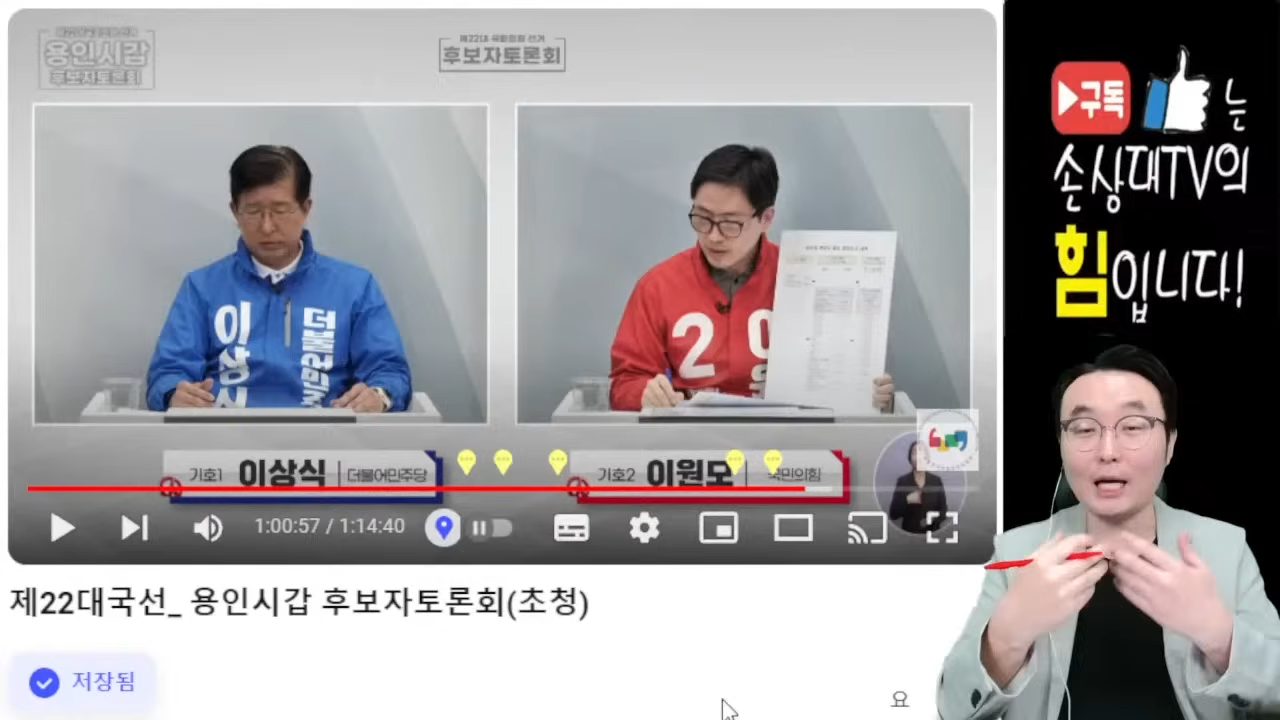 용인시갑
후보자토론회
제22대 국회의원 선거
후보자토론회
이상식
더불어민주당
2
기호1 이상식 더불어민주당
기호2 이원모 국민의힘
1:00:57 / 1:14:40
제22대국선_ 용인시갑 후보자토론회(초청)
저장됨
요
구독 는
손상대TV의
힘입니다!